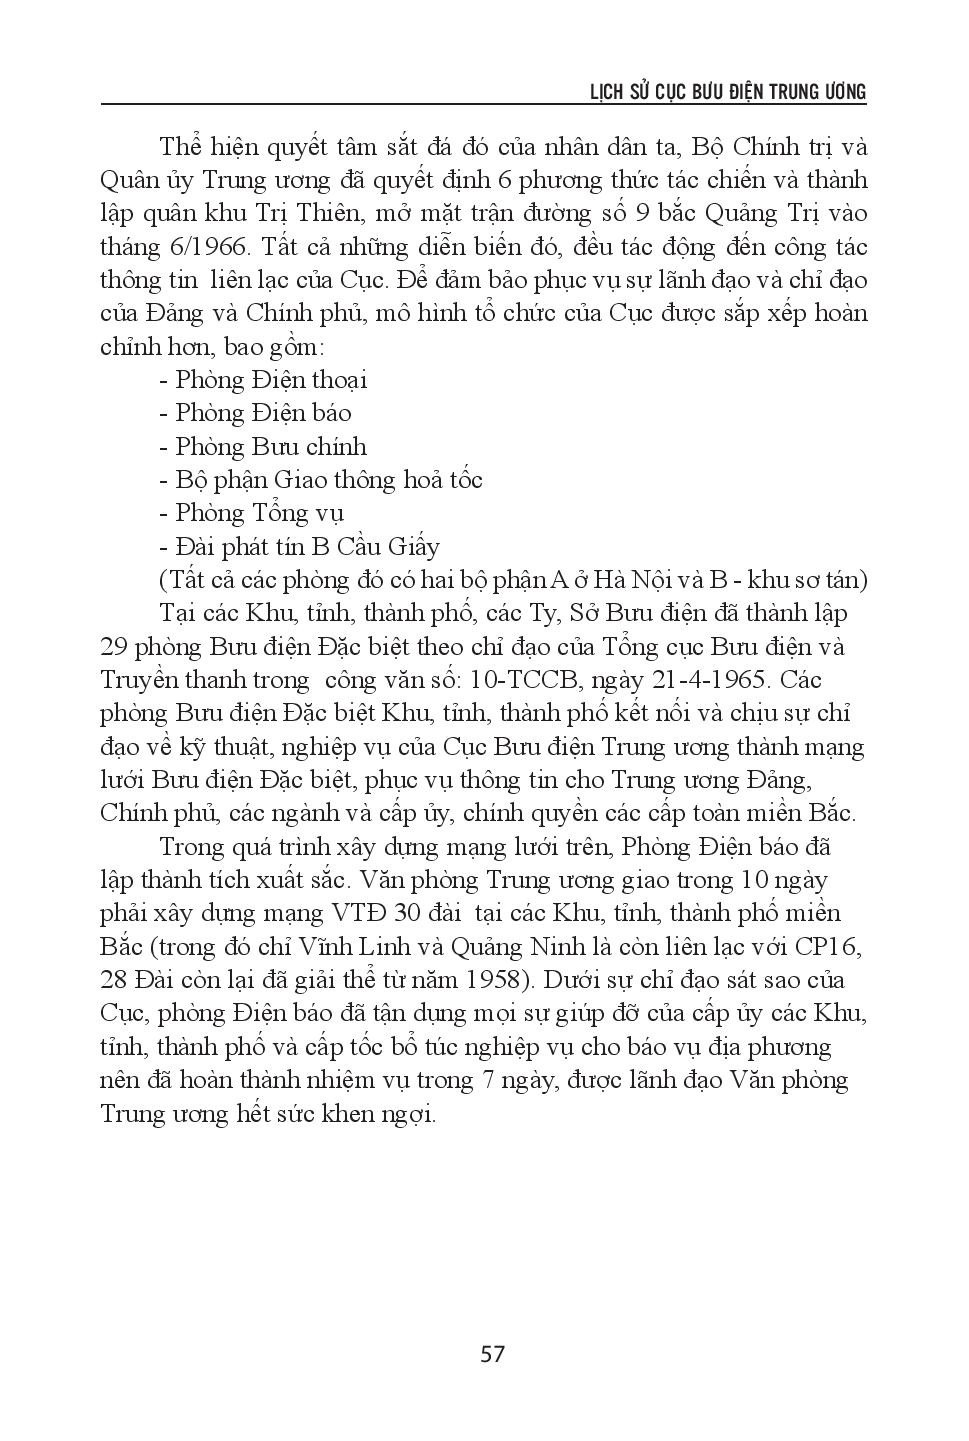 LỊCH SỬ CỤC BƯU ĐIỆN TRUNG ƯƠNG
Thể hiện quyết tâm sắt đá đó của nhân dân ta, Bộ Chính trị và
Quân ủy Trung ương đã quyết định 6 phương thức tác chiến và thành
lập quân khu Trị Thiên, mở mặt trận đường số 9 bắc Quảng Trị vào
tháng 6/1966. Tất cả những diễn biến đó, đều tác động đến công tác
thông tin liên lạc của Cục. Để đảm bảo phục vụ sự lãnh đạo và chỉ đạo
của Đảng và Chính phủ, mô hình tổ chức của Cục được sắp xếp hoàn
chỉnh hơn, bao gồm:
- Phòng Điện thoại
- Phòng Điện báo
- Phòng Bưu chính
- Bộ phận Giao thông hoả tốc
- Phòng Tổng vụ
- Đài phát tín B Cầu Giấy
(Tất cả các phòng đó có hai bộ phận A ở Hà Nội và B - khu sơ tán)
Tại các Khu, tỉnh, thành phố, các Ty, Sở Bưu điện đã thành lập
29 phòng Bưu điện Đặc biệt theo chỉ đạo của Tổng cục Bưu điện và
Truyền thanh trong công văn số: 10-TCCB, ngày 21-4-1965. Các
phòng Bưu điện Đặc biệt Khu, tỉnh, thành phố kết nối và chịu sự chỉ
đạo về kỹ thuật, nghiệp vụ của Cục Bưu điện Trung ương thành mạng
lưới Bưu điện Đặc biệt, phục vụ thông tin cho Trung ương Đảng,
Chính phủ, các ngành và cấp ủy, chính quyền các cấp toàn miền Bắc.
Trong quá trình xây dựng mạng lưới trên, Phòng Điện báo đã
lập thành tích xuất sắc. Văn phòng Trung ương giao trong 10 ngày
phải xây dựng mạng VTĐ 30 đài tại các Khu, tỉnh, thành phố miền
Bắc (trong đó chỉ Vĩnh Linh và Quảng Ninh là còn liên lạc với CP16,
28 Đài còn lại đã giải thể từ năm 1958). Dưới sự chỉ đạo sát sao của
Cục, phòng Điện báo đã tận dụng mọi sự giúp đỡ của cấp ủy các Khu,
tỉnh, thành phố và cấp tốc bổ túc nghiệp vụ cho báo vụ địa phương
nên đã hoàn thành nhiệm vụ trong 7 ngày, được lãnh đạo Văn phòng
Trung ương hết sức khen ngợi.
57